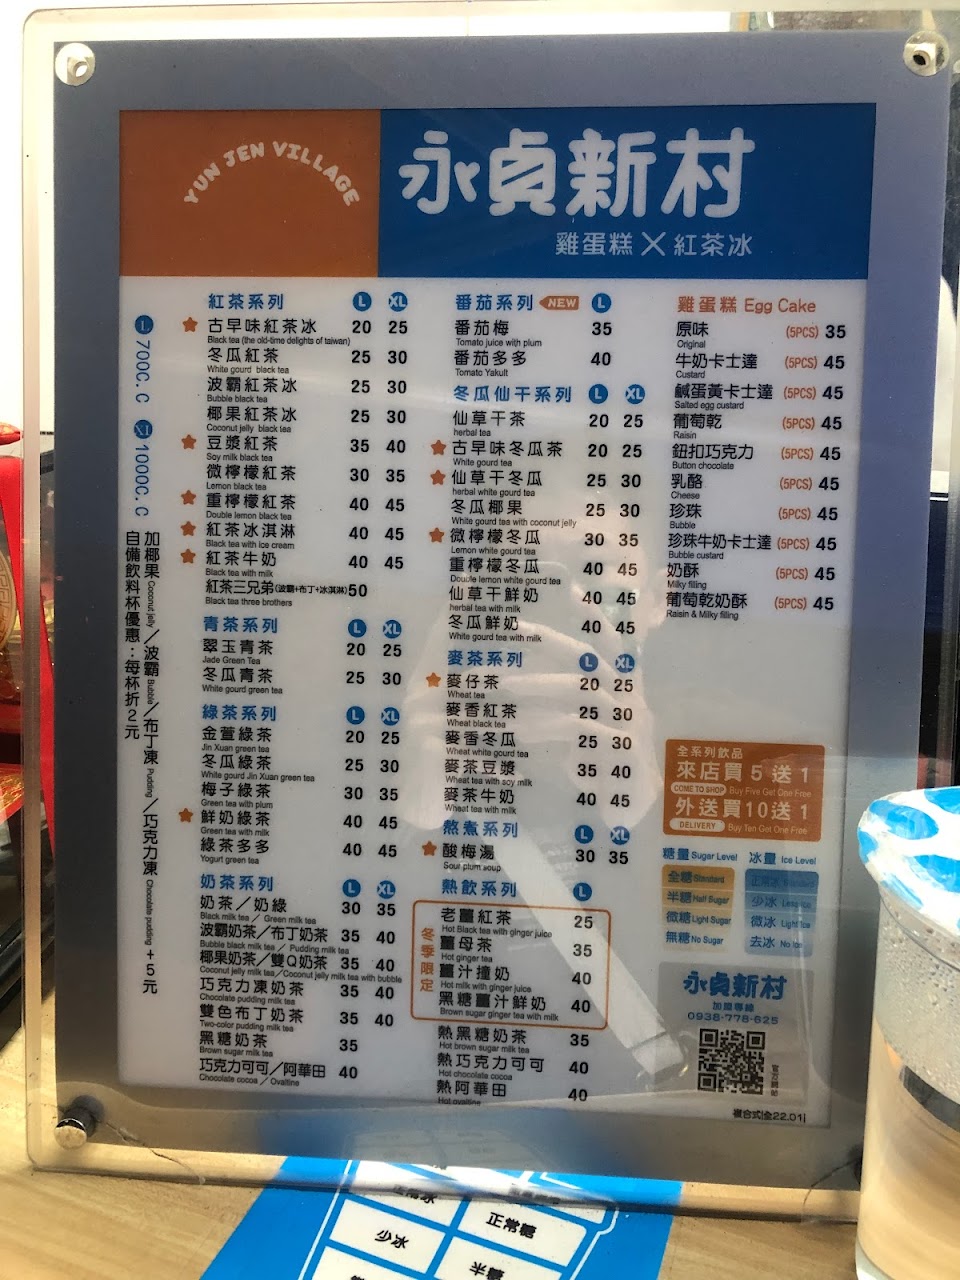 YUN JEN VILLAGE
永貞新村
雞蛋糕×紅茶冰
Ⓛ 700C.C XL 1000C.C
加椰果 Coconut jelly/波霸 Bubble/布丁凍 Pudding/巧克力凍 Chocolate pudding +5元
自備飲料杯優惠:每杯折2元
紅茶系列 L XL
★ 古早味紅茶冰 20 25
Black tea (the old-time delights of taiwan)
冬瓜紅茶 25 30
White gourd black tea
波霸紅茶冰 25 30
Bubble black tea
椰果紅茶冰 25 30
Coconut jelly black tea
★ 豆漿紅茶 35 40
Soy milk black tea
微檸檬紅茶 30 35
Lemon black tea
★ 重檸檬紅茶 40 45
Double lemon black tea
★ 紅茶冰淇淋 40 45
Black tea with ice cream
★ 紅茶牛奶 40 45
Black tea with milk
紅茶三兄弟(波霸+布丁+冰淇淋) 50
Black tea three brothers
青茶系列 L XL
翠玉青茶 20 25
Jade Green Tea
冬瓜青茶 25 30
White gourd green tea
綠茶系列 L XL
金萱綠茶 20 25
Jin Xuan green tea
冬瓜綠茶 25 30
White gourd Jin Xuan green tea
梅子綠茶 30 35
Green tea with plum
★ 鮮奶綠茶 40 45
Green tea with milk
綠茶多多 40 45
Yogurt green tea
奶茶系列 L XL
奶茶/奶綠 30 35
Black milk tea / Green milk tea
波霸奶茶/布丁奶茶 35 40
Bubble black milk tea / Pudding milk tea
椰果奶茶/雙Q奶茶 35 40
Coconut jelly milk tea/Coconut jelly milk tea with bubble
巧克力凍奶茶 35 40
Chocolate pudding milk tea
雙色布丁奶茶 35 40
Two-color pudding milk tea
黑糖奶茶 35
Brown sugar milk tea
巧克力可可/阿華田 40
Chocolate cocoa / Ovaltine
番茄系列 NEW L
番茄梅 35
Tomato juice with plum
番茄多多 40
Tomato Yakult
冬瓜仙干系列 L XL
仙草干茶 20 25
herbal tea
★ 古早味冬瓜茶 20 25
White gourd tea
★ 仙草干冬瓜 25 30
herbal white gourd tea
冬瓜椰果 25 30
White gourd tea with coconut jelly
★ 微檸檬冬瓜 30 35
Lemon white gourd tea
重檸檬冬瓜 40 45
Double lemon white gourd tea
仙草干鮮奶 40 45
herbal tea with milk
冬瓜鮮奶 40 45
White gourd tea with milk
麥茶系列 L XL
★ 麥仔茶 20 25
Wheat tea
麥香紅茶 25 30
Wheat black tea
麥香冬瓜 25 30
Wheat white gourd tea
麥茶豆漿 35 40
Wheat tea with soy milk
麥茶牛奶 40 45
Wheat tea with milk
熬煮系列 L XL
★ 酸梅湯 30 35
Sour plum soup
熱飲系列 L
冬季限定
老薑紅茶 25
Hot Black tea with ginger juice
薑母茶 35
Hot ginger tea
薑汁撞奶 40
Hot milk with ginger juice
黑糖薑汁鮮奶 40
Brown sugar ginger tea with milk
熱黑糖奶茶 35
Hot brown sugar milk tea
熱巧克力可可 40
Hot chocolate cocoa
熱阿華田 40
Hot ovaltine
雞蛋糕 Egg Cake
原味 (5PCS) 35
Original
牛奶卡士達 (5PCS) 45
Custard
鹹蛋黃卡士達 (5PCS) 45
Salted egg custard
葡萄乾 (5PCS) 45
Raisin
鈕扣巧克力 (5PCS) 45
Button chocolate
乳酪 (5PCS) 45
Cheese
珍珠 (5PCS) 45
Bubble
珍珠牛奶卡士達 (5PCS) 45
Bubble custard
奶酥 (5PCS) 45
Milky filling
葡萄乾奶酥 (5PCS) 45
Raisin & Milky filling
全系列飲品
來店買5送1
COME TO SHOP Buy Five Get One Free
外送買10送1
DELIVERY Buy Ten Get One Free
糖量 Sugar Level 冰量 Ice Level
全糖 Standard 正常冰 Standard
半糖 Half Sugar 少冰 Less Ice
微糖 Light Sugar 微冰 Light Ice
無糖 No Sugar 去冰 No Ice
永貞新村
加盟專線
0938-778-625
官方網站
複合式(全22.01)
正常冰
少冰
正常糖
半糖